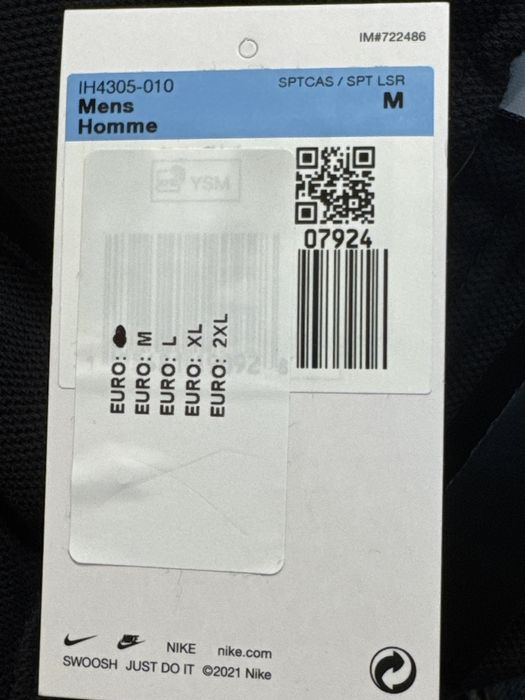 IM#722486
IH4305-010
SPTCAS / SPT LSR
Mens
M
Homme
YSM
07924
EURO:
EURO: M
EURO: L
EURO: XL
EURO: 2XL
NIKE nike.com
SWOOSH JUST DO IT ©2021 Nike